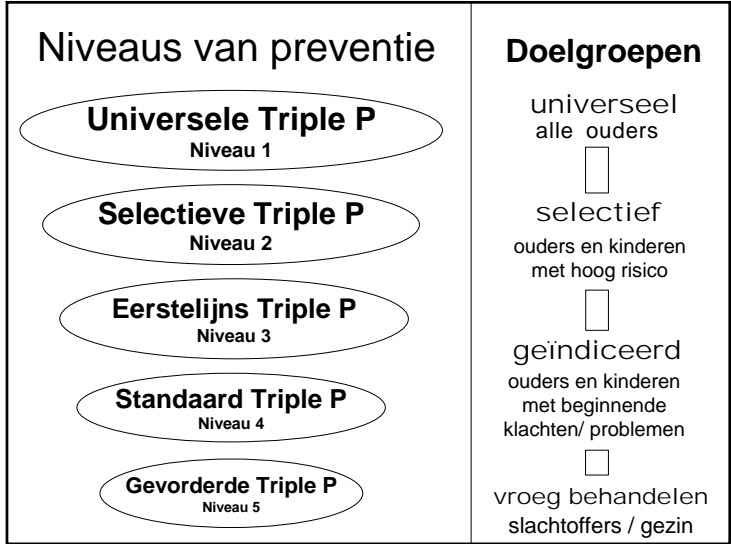 Niveaus van preventie
Universele Triple P
Niveau 1
Selectieve Triple P
Niveau 2
Eerstelijns Triple P
Niveau 3
Standaard Triple P
Niveau 4
Gevorderde Triple P
Niveau 5
Doelgroepen
universeel
alle ouders
selectief
ouders en kinderen
met hoog risico
geïndiceerd
ouders en kinderen
met beginnende
klachten/ problemen
vroeg behandelen
slachtoffers / gezin